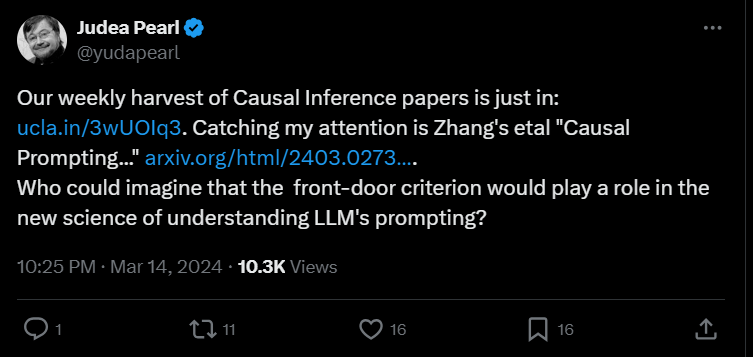 Judea Pearl
@yudapearl
Our weekly harvest of Causal Inference papers is just in:
ucla.in/3wUOIq3. Catching my attention is Zhang's etal "Causal
Prompting..." arxiv.org/html/2403.0273….
Who could imagine that the  front-door criterion would play a role in the
new science of understanding LLM's prompting?
10:25 PM · Mar 14, 2024 · 10.3K Views
1 11 16 16